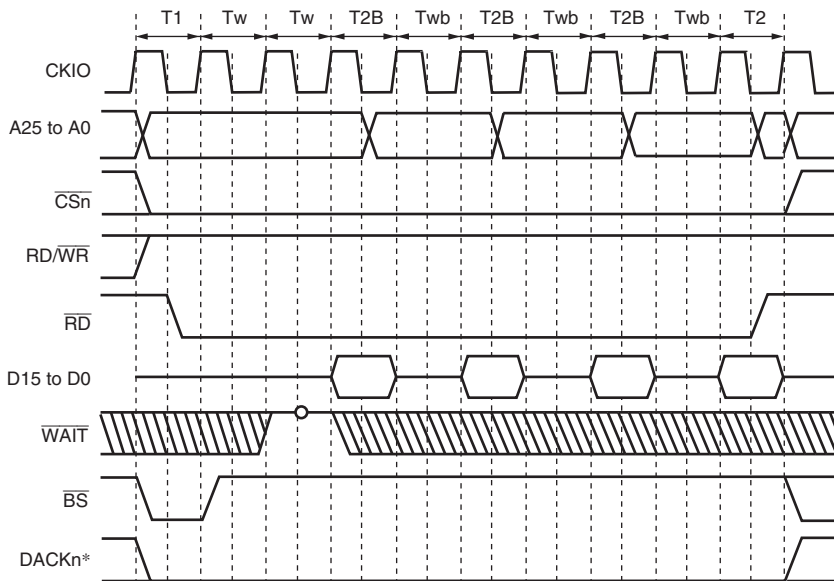 T1 Tw Tw T2B Twb T2B Twb T2B Twb T2
CKIO
A25 to A0
CSn
RD/WR
RD
D15 to D0
WAIT
BS
DACKn*